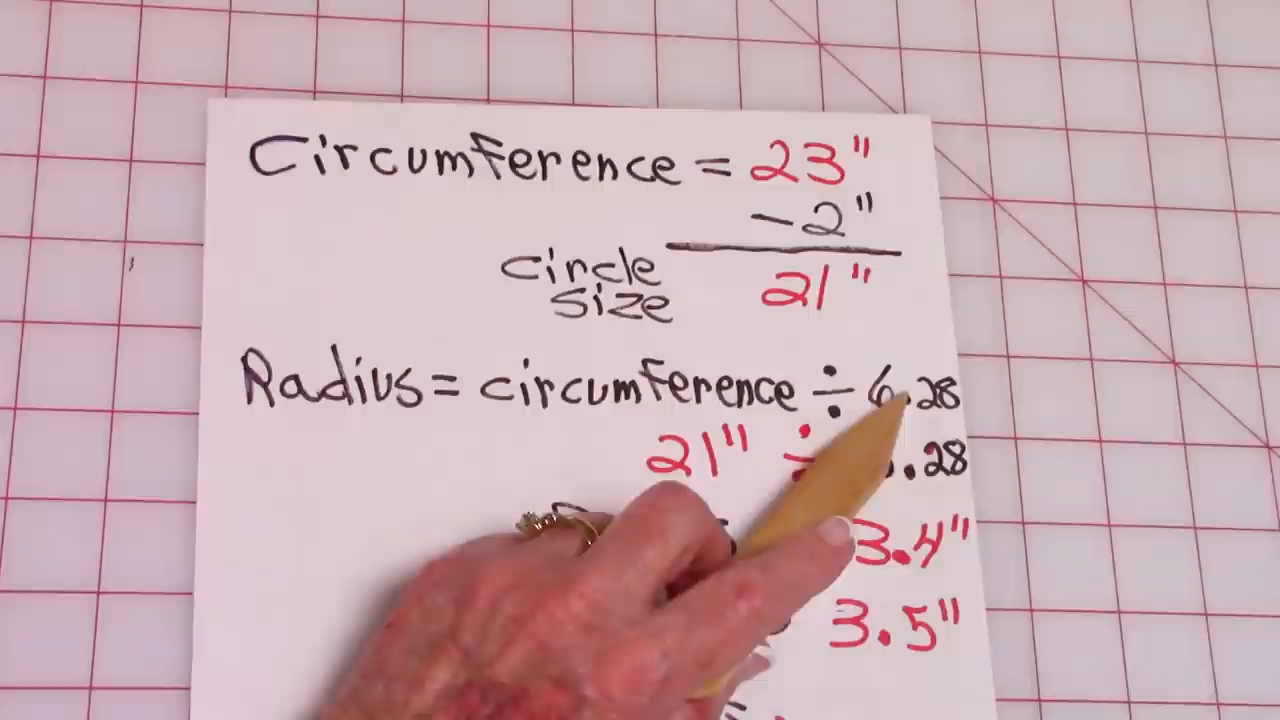 Circumference = 23"
-2"
circle
size
21"
Radius = circumference ÷ 6.28
21" ÷ .28
3.4"
3.5"